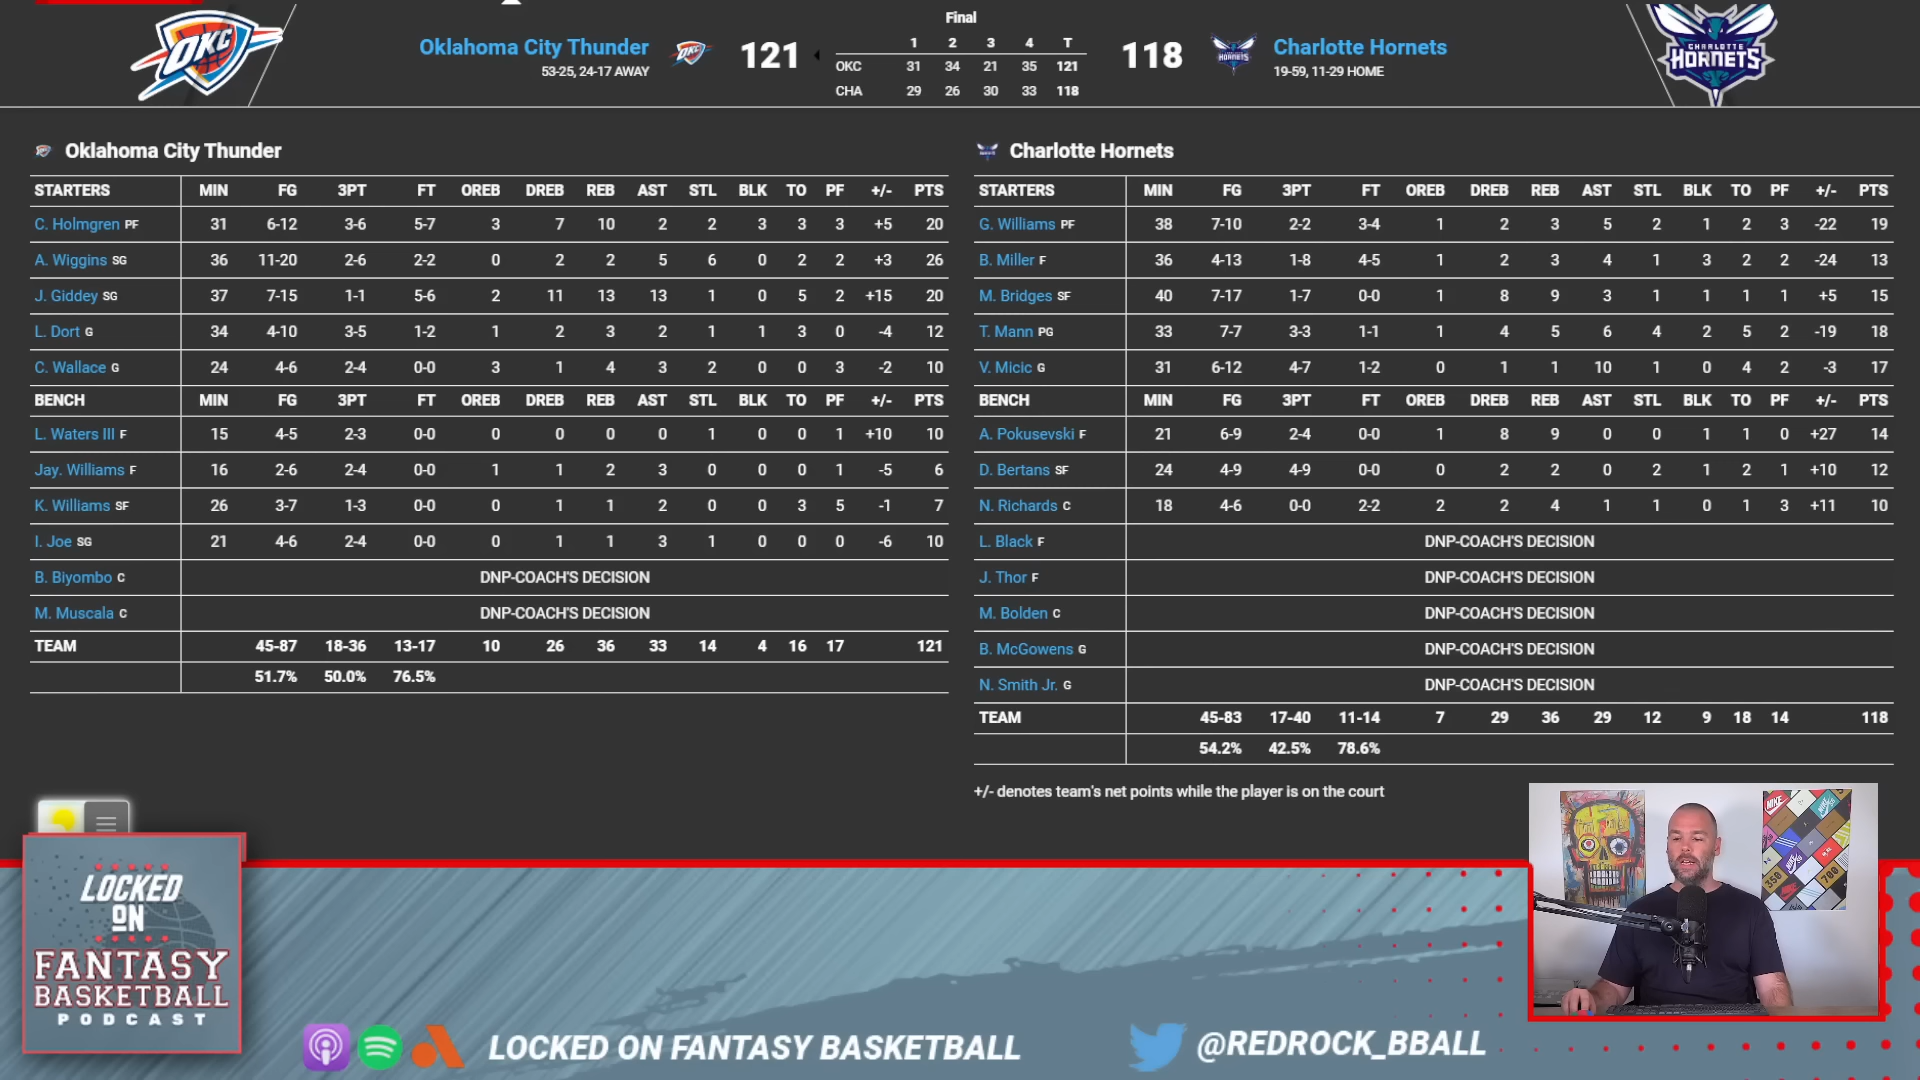 OKC
Oklahoma City Thunder
53-25, 24-17 AWAY
121
Final
1 2 3 4 T
OKC 31 34 21 35 121
CHA 29 26 30 33 118
118
Charlotte Hornets
19-59, 11-29 HOME
CHARLOTTE
HORNETS
Oklahoma City Thunder
STARTERS MIN FG 3PT FT OREB DREB REB AST STL BLK TO PF +/- PTS
C. Holmgren PF 31 6-12 3-6 5-7 3 7 10 2 2 3 3 3 +5 20
A. Wiggins SG 36 11-20 2-6 2-2 0 2 2 5 6 0 2 2 +3 26
J. Giddey SG 37 7-15 1-1 5-6 2 11 13 13 1 0 5 2 +15 20
L. Dort G 34 4-10 3-5 1-2 1 2 3 2 1 1 3 0 -4 12
C. Wallace G 24 4-6 2-4 0-0 3 1 4 3 2 0 0 3 -2 10
BENCH MIN FG 3PT FT OREB DREB REB AST STL BLK TO PF +/- PTS
L. Waters III F 15 4-5 2-3 0-0 0 0 0 0 1 0 0 1 +10 10
Jay. Williams F 16 2-6 2-4 0-0 1 1 2 3 0 0 0 1 -5 6
K. Williams SF 26 3-7 1-3 0-0 0 1 1 2 0 0 3 5 -1 7
I. Joe SG 21 4-6 2-4 0-0 0 1 1 3 1 0 0 0 -6 10
B. Biyombo C DNP-COACH'S DECISION
M. Muscala C DNP-COACH'S DECISION
TEAM 45-87 18-36 13-17 10 26 36 33 14 4 16 17 121
51.7% 50.0% 76.5%
Charlotte Hornets
STARTERS MIN FG 3PT FT OREB DREB REB AST STL BLK TO PF +/- PTS
G. Williams PF 38 7-10 2-2 3-4 1 2 3 5 2 1 2 3 -22 19
B. Miller F 36 4-13 1-8 4-5 1 2 3 4 1 3 2 2 -24 13
M. Bridges SF 40 7-17 1-7 0-0 1 8 9 3 1 1 1 1 +5 15
T. Mann PG 33 7-7 3-3 1-1 1 4 5 6 4 2 5 2 -19 18
V. Micic G 31 6-12 4-7 1-2 0 1 1 10 1 0 4 2 -3 17
BENCH MIN FG 3PT FT OREB DREB REB AST STL BLK TO PF +/- PTS
A. Pokusevski F 21 6-9 2-4 0-0 1 8 9 0 0 1 1 0 +27 14
D. Bertans SF 24 4-9 4-9 0-0 0 2 2 0 2 1 2 1 +10 12
N. Richards C 18 4-6 0-0 2-2 2 2 4 1 1 0 1 3 +11 10
L. Black F DNP-COACH'S DECISION
J. Thor F DNP-COACH'S DECISION
M. Bolden C DNP-COACH'S DECISION
B. McGowens G DNP-COACH'S DECISION
N. Smith Jr. G DNP-COACH'S DECISION
TEAM 45-83 17-40 11-14 7 29 36 29 12 9 18 14 118
54.2% 42.5% 78.6%
+/- denotes team's net points while the player is on the court
LOCKED
ON
FANTASY
BASKETBALL
PODCAST
LOCKED ON FANTASY BASKETBALL
@REDROCK_BBALL
NIKE
350
700